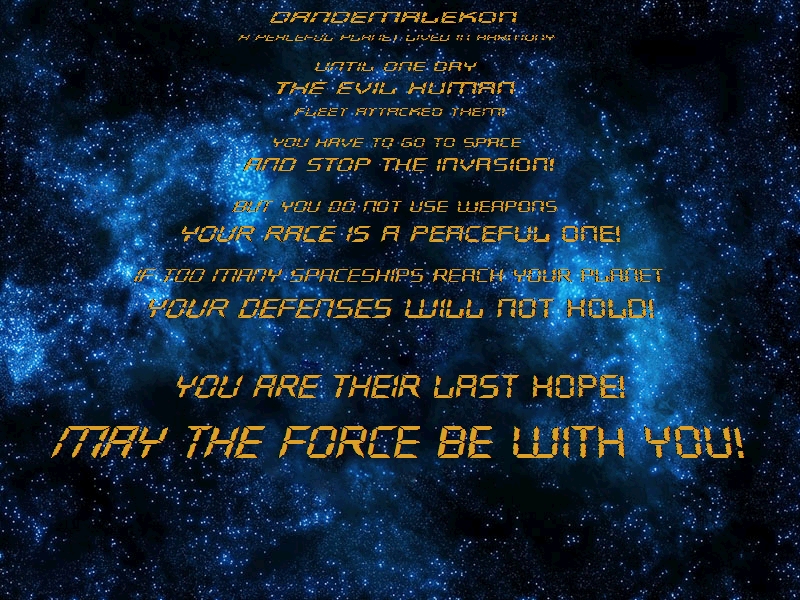 DANDEMALEKON
A PEACEFUL PLANET LIVED IN HARMONY
UNTIL ONE DAY
THE EVIL HUMAN
FLEET ATTACKED THEM!
YOU HAVE TO GO TO SPACE
AND STOP THE INVASION!
BUT YOU DO NOT USE WEAPONS
YOUR RACE IS A PEACEFUL ONE!
IF TOO MANY SPACESHIPS REACH YOUR PLANET
YOUR DEFENSES WILL NOT HOLD!
YOU ARE THEIR LAST HOPE!
MAY THE FORCE BE WITH YOU!